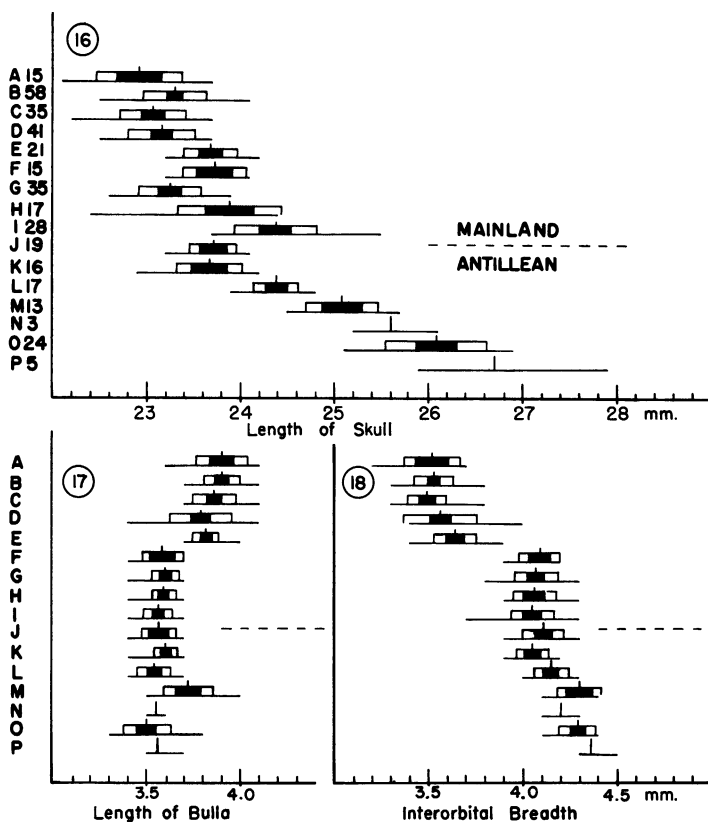 16
A 15
B 58
C 35
D 41
E 21
F 15
G 35
H 17
I 28
MAINLAND
J 19
ANTILLEAN
K 16
L 17
M 13
N 3
O 24
P 5
23 24 25 26 27 28 mm.
Length of Skull
17 18
A
B
C
D
E
F
G
H
I
J
K
L
M
N
O
P
3.5 4.0 3.5 4.0 4.5 mm.
Length of Bulla Interorbital Breadth